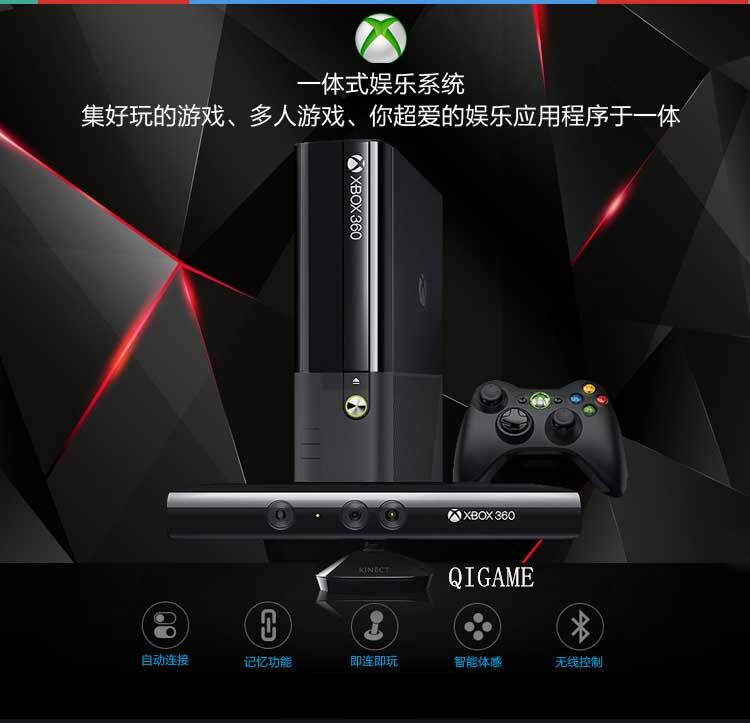 一体式娱乐系统
集好玩的游戏、多人游戏、你超爱的娱乐应用程序于一体
XBOX 360
XBOX 360
KINECT
QIGAME
自动连接
记忆功能
即连即玩
智能体感
无线控制